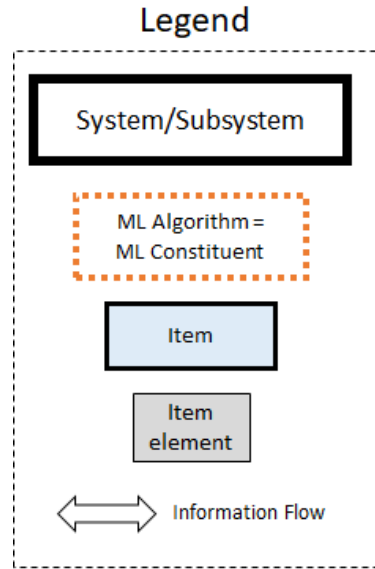 Legend
System/Subsystem
ML Algorithm =
ML Constituent
Item
Item
element
Information Flow